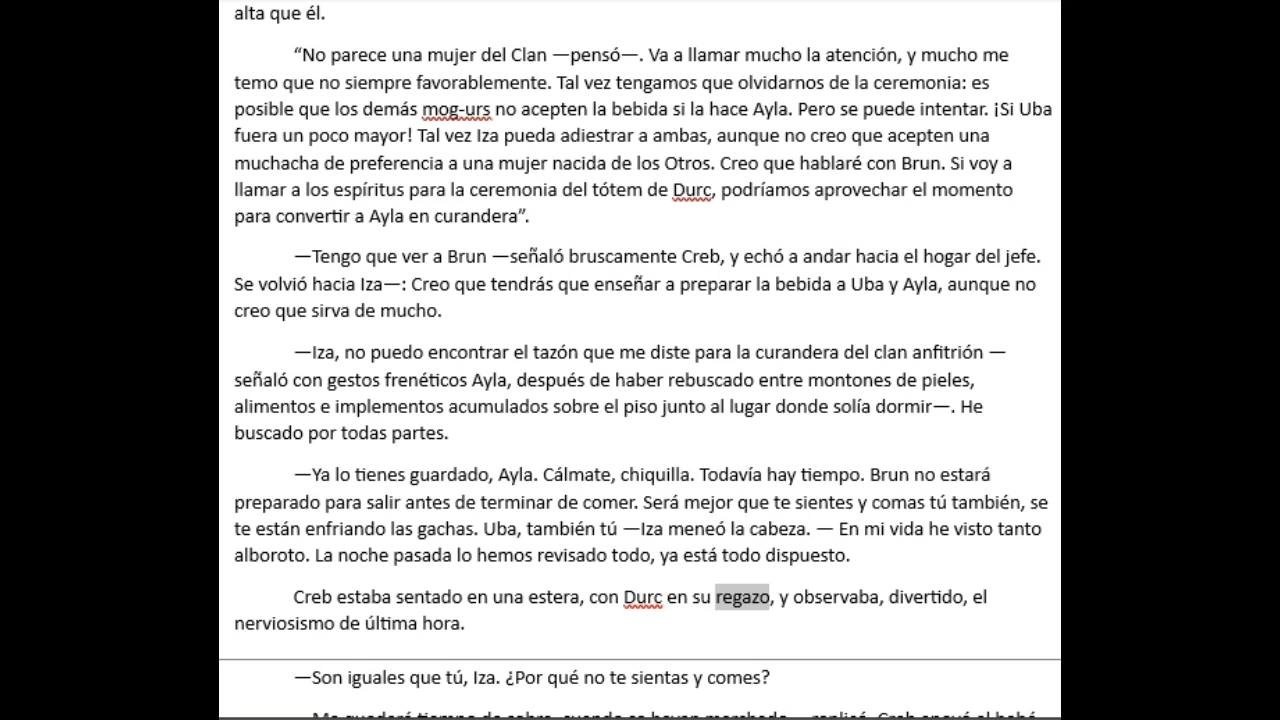 alta que él.
“No parece una mujer del Clan —pensó—. Va a llamar mucho la atención, y mucho me
temo que no siempre favorablemente. Tal vez tengamos que olvidarnos de la ceremonia: es
posible que los demás mog-urs no acepten la bebida si la hace Ayla. Pero se puede intentar. ¡Si Uba
fuera un poco mayor! Tal vez Iza pueda adiestrar a ambas, aunque no creo que acepten una
muchacha de preferencia a una mujer nacida de los Otros. Creo que hablaré con Brun. Si voy a
llamar a los espíritus para la ceremonia del tótem de Durc, podríamos aprovechar el momento
para convertir a Ayla en curandera”.
—Tengo que ver a Brun —señaló bruscamente Creb, y echó a andar hacia el hogar del jefe.
Se volvió hacia Iza—: Creo que tendrás que enseñar a preparar la bebida a Uba y Ayla, aunque no
creo que sirva de mucho.
—Iza, no puedo encontrar el tazón que me diste para la curandera del clan anfitrión —
señaló con gestos frenéticos Ayla, después de haber rebuscado entre montones de pieles,
alimentos e implementos acumulados sobre el piso junto al lugar donde solía dormir—. He
buscado por todas partes.
—Ya lo tienes guardado, Ayla. Cálmate, chiquilla. Todavía hay tiempo. Brun no estará
preparado para salir antes de terminar de comer. Será mejor que te sientes y comas tú también, se
te están enfriando las gachas. Uba, también tú —Iza meneó la cabeza. — En mi vida he visto tanto
alboroto. La noche pasada lo hemos revisado todo, ya está todo dispuesto.
Creb estaba sentado en una estera, con Durc en su regazo, y observaba, divertido, el
nerviosismo de última hora.
—Son iguales que tú, Iza. ¿Por qué no te sientas y comes?